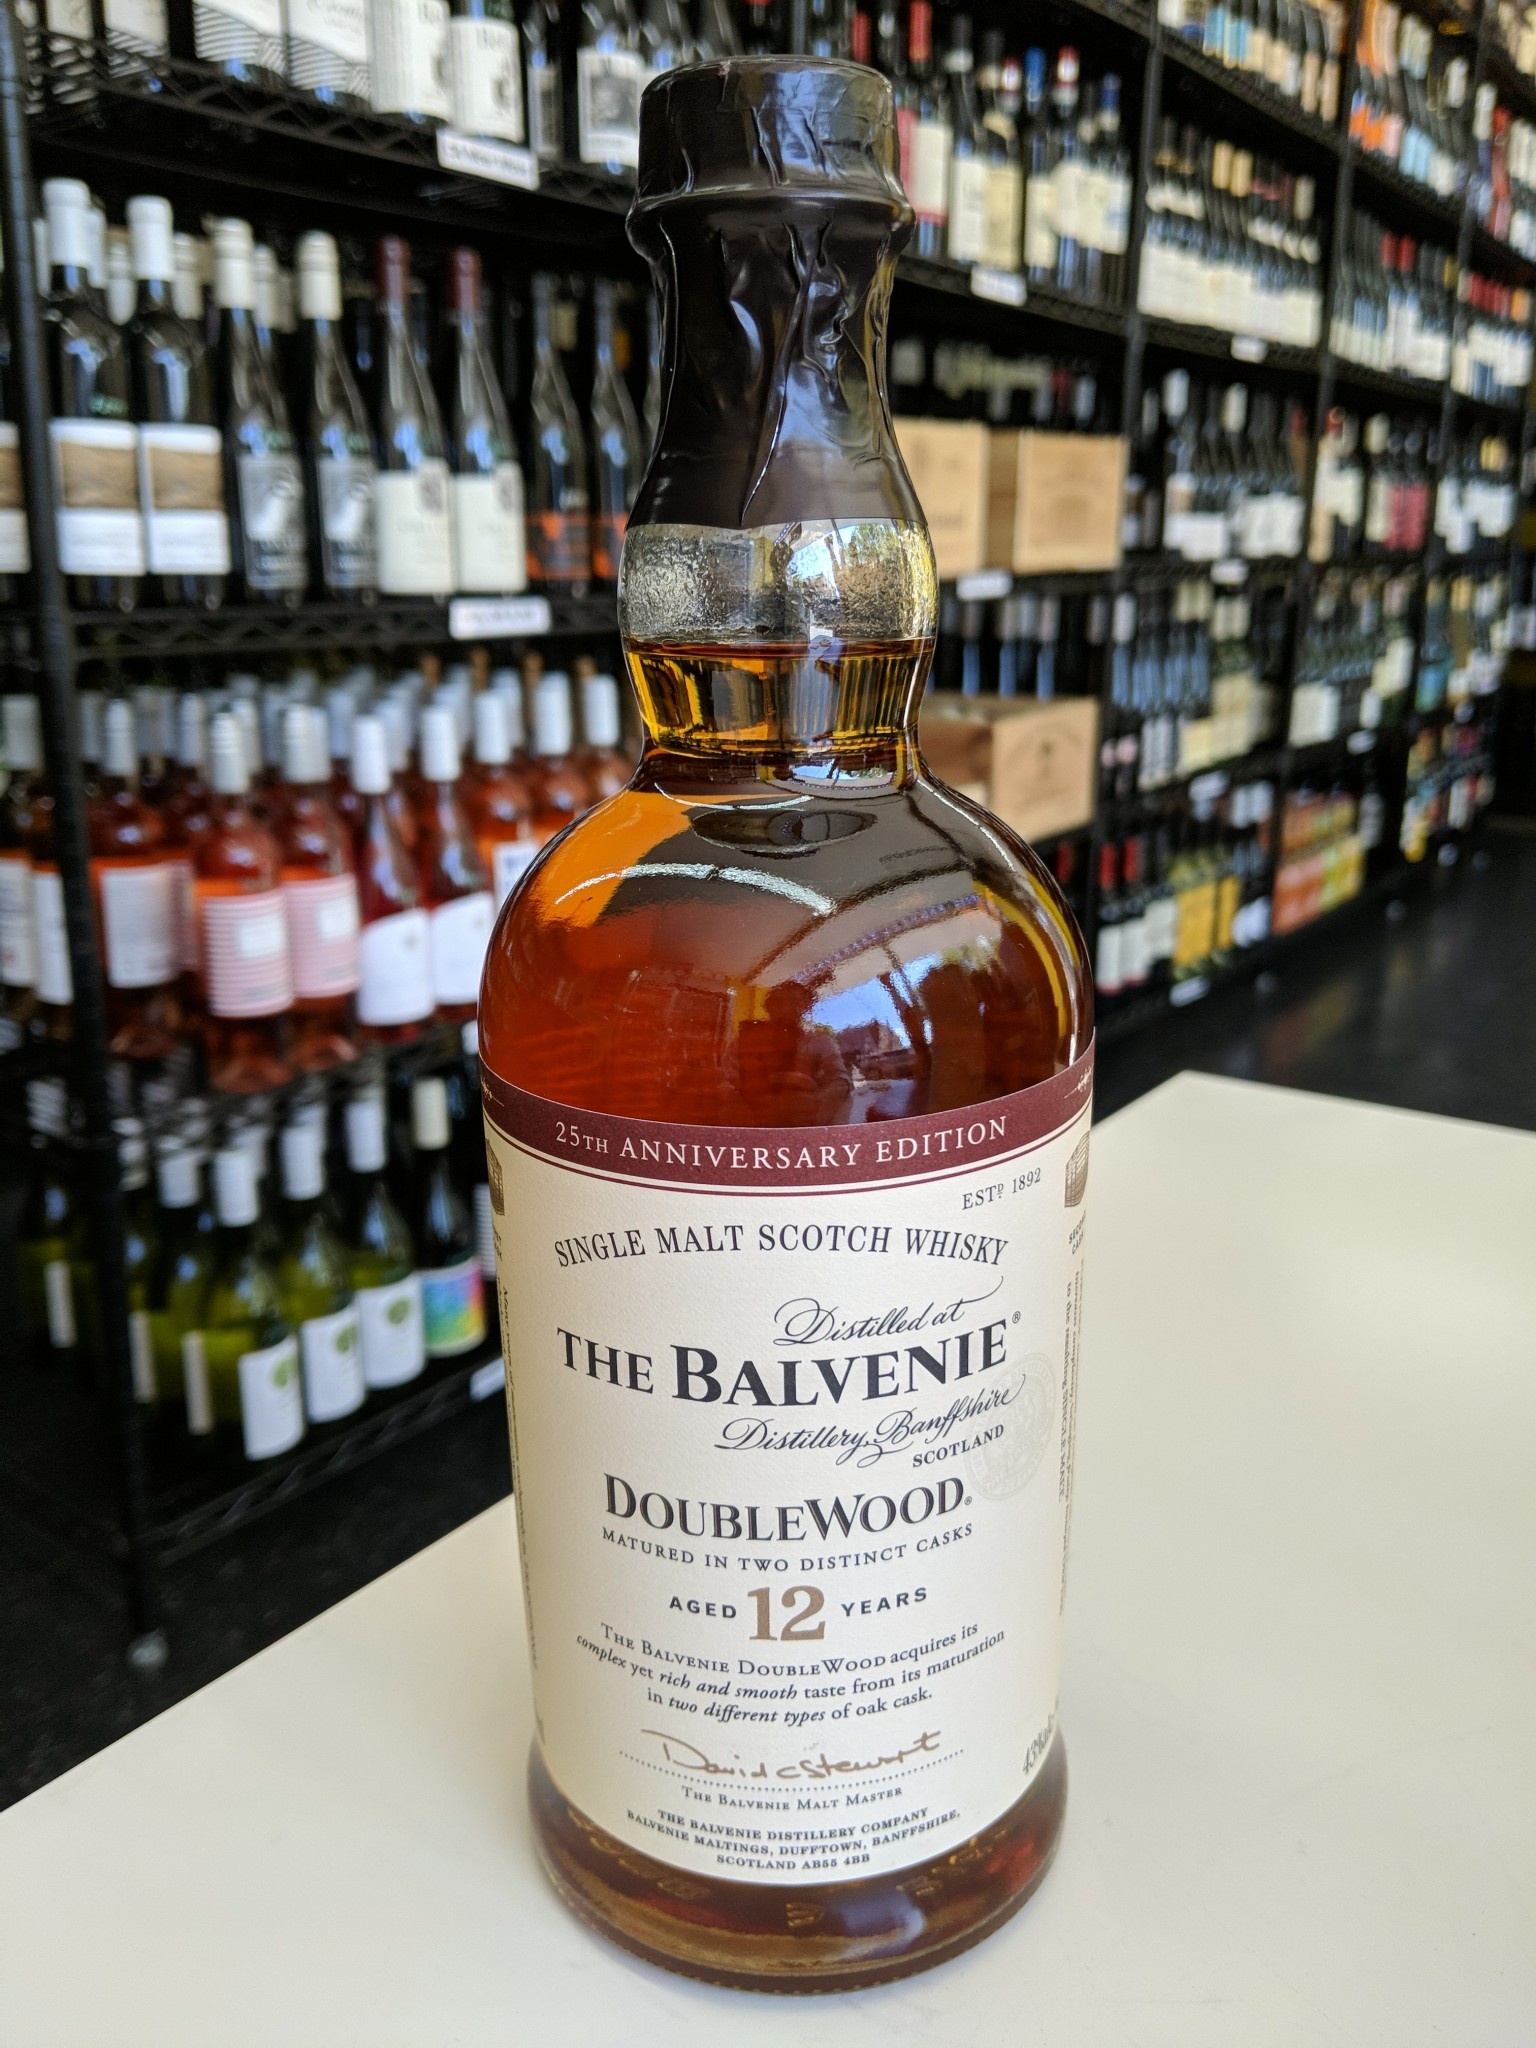 25TH ANNIVERSARY EDITION
ESTD 1892
SINGLE MALT SCOTCH WHISKY
Distilled at
THE BALVENIE®
Distillery, Banffshire
SCOTLAND
DOUBLEWOOD®
MATURED IN TWO DISTINCT CASKS
AGED 12 YEARS
THE BALVENIE DOUBLEWOOD acquires its
complex yet rich and smooth taste from its maturation
in two different types of oak cask.
David C Stewart
THE BALVENIE MALT MASTER
THE BALVENIE DISTILLERY COMPANY
BALVENIE MALTINGS, DUFFTOWN, BANFFSHIRE,
SCOTLAND AB55 4BB
SECOND
CASK